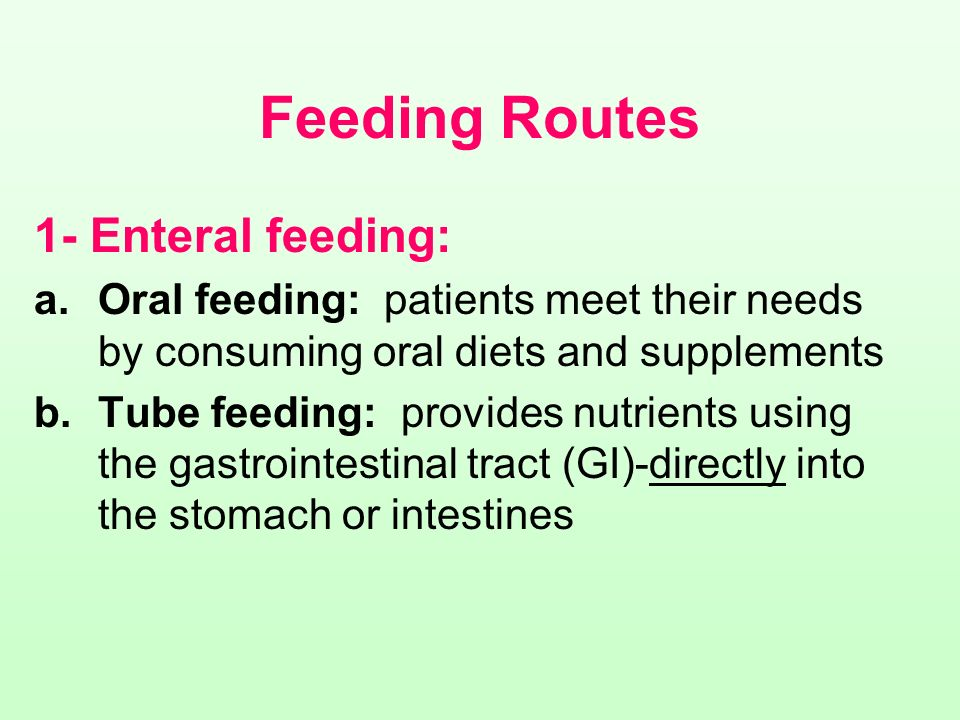 Feeding Routes
1- Enteral feeding:
a. Oral feeding: patients meet their needs
by consuming oral diets and supplements
b. Tube feeding: provides nutrients using
the gastrointestinal tract (GI)-directly into
the stomach or intestines